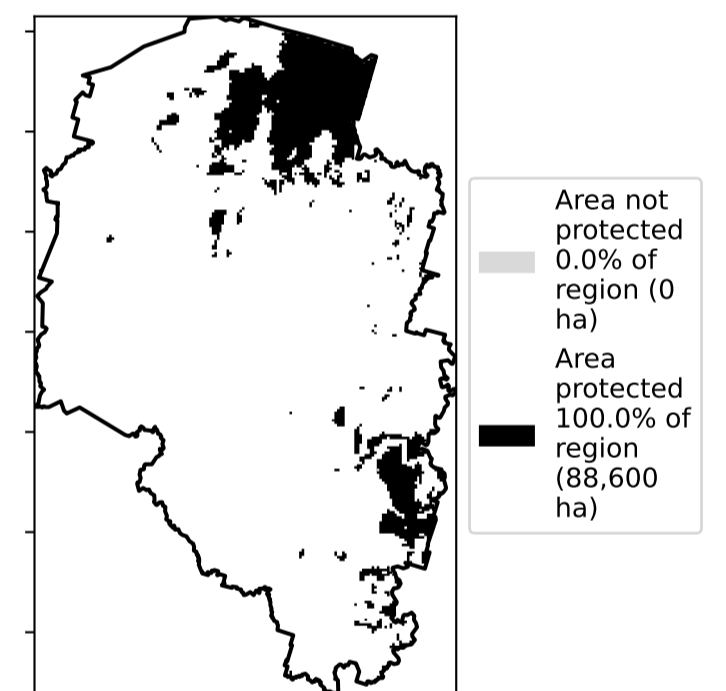 Area not
protected
0.0% of
region (0
ha)
Area
protected
100.0% of
region
(88,600
ha)